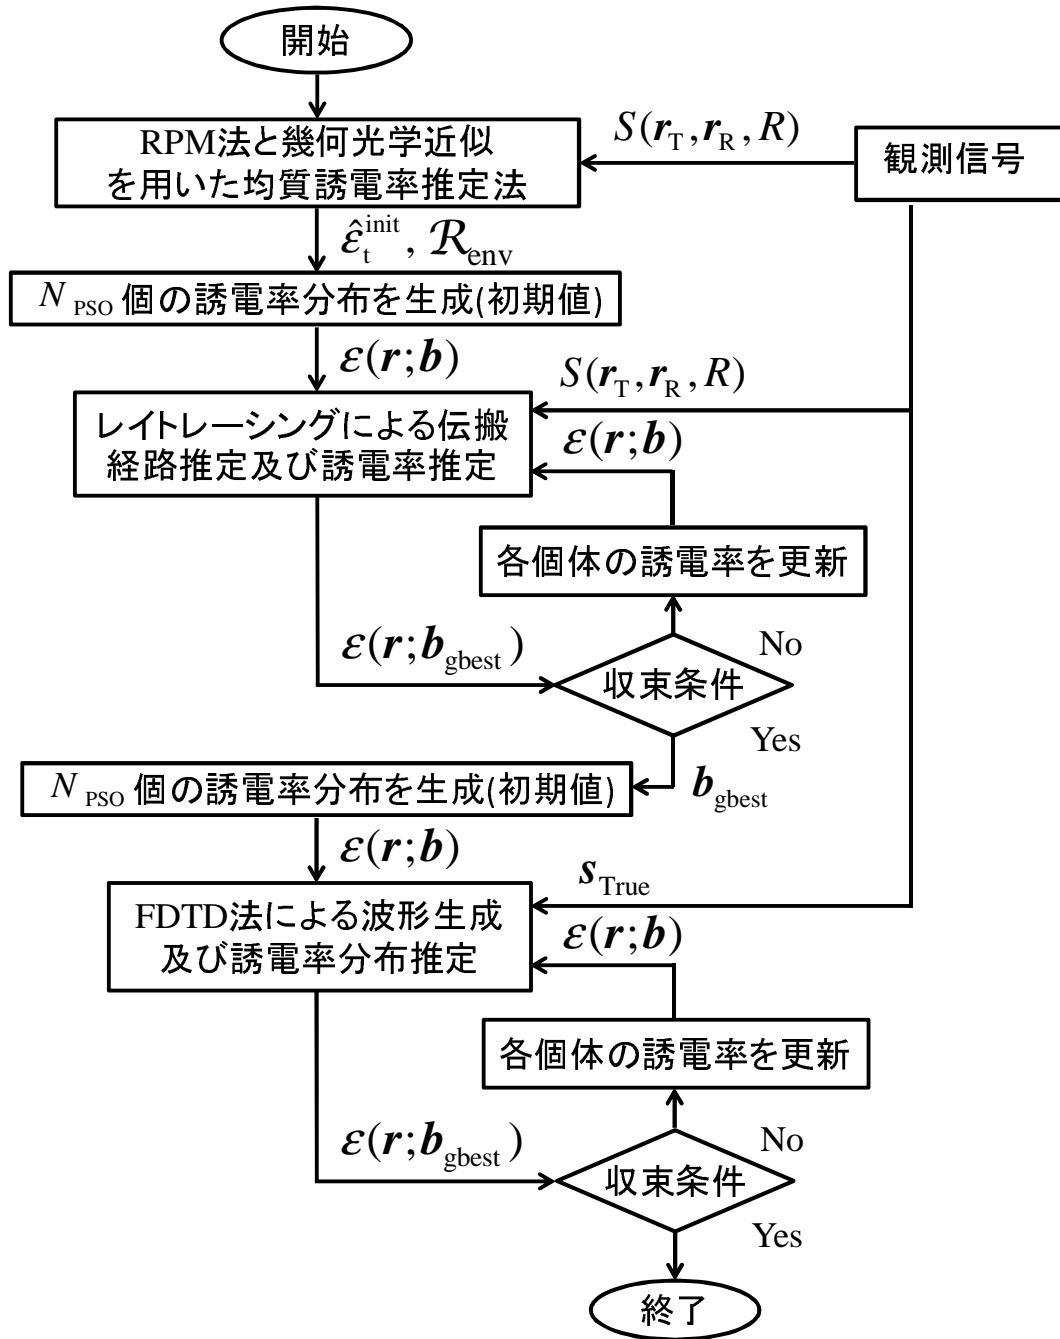 開始
RPM法と幾何光学近似
を用いた均質誘電率推定法
S(r_T, r_R, R)
観測信号
ε̂_t^init, ℛ_env
N_PSO 個の誘電率分布を生成(初期値)
ε(r;b)
S(r_T, r_R, R)
レイトレーシングによる伝搬
経路推定及び誘電率推定
ε(r;b)
各個体の誘電率を更新
ε(r;b_gbest)
No
収束条件
Yes
N_PSO 個の誘電率分布を生成(初期値)
b_gbest
ε(r;b)
s_True
FDTD法による波形生成
及び誘電率分布推定
ε(r;b)
各個体の誘電率を更新
ε(r;b_gbest)
No
収束条件
Yes
終了